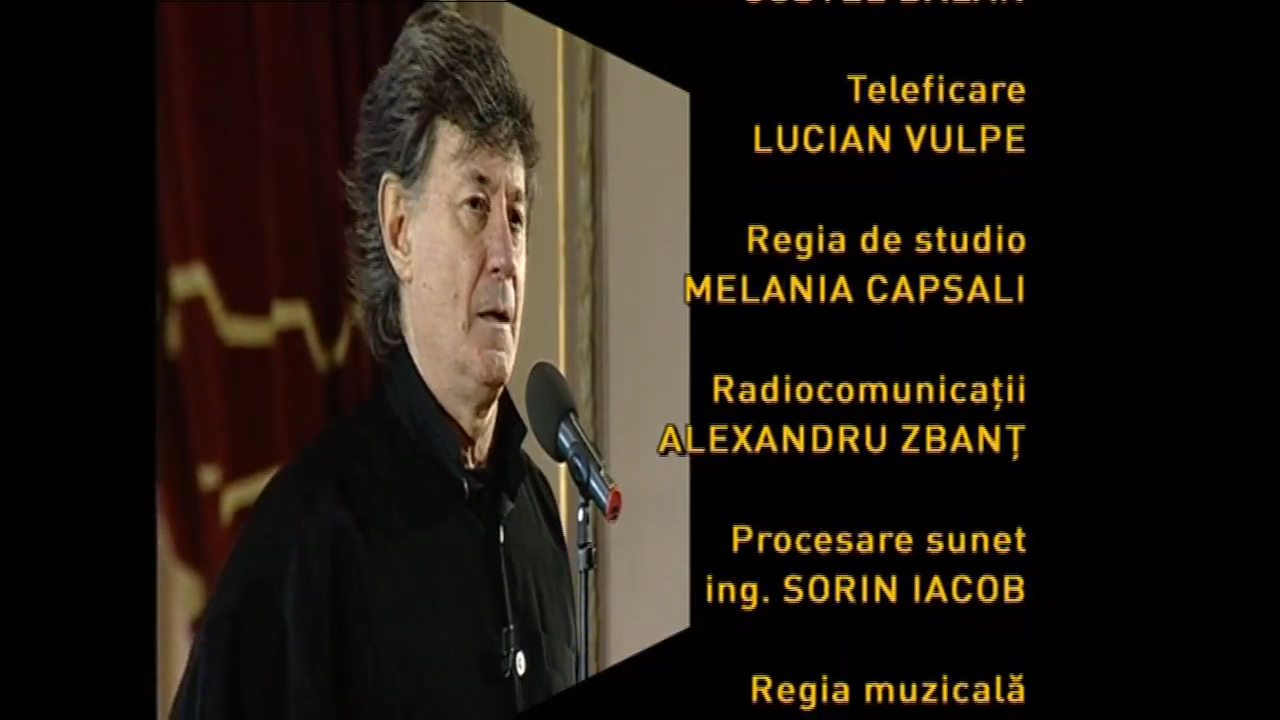 Teleficare
LUCIAN VULPE
Regia de studio
MELANIA CAPSALI
Radiocomunicații
ALEXANDRU ZBANȚ
Procesare sunet
ing. SORIN IACOB
Regia muzicală